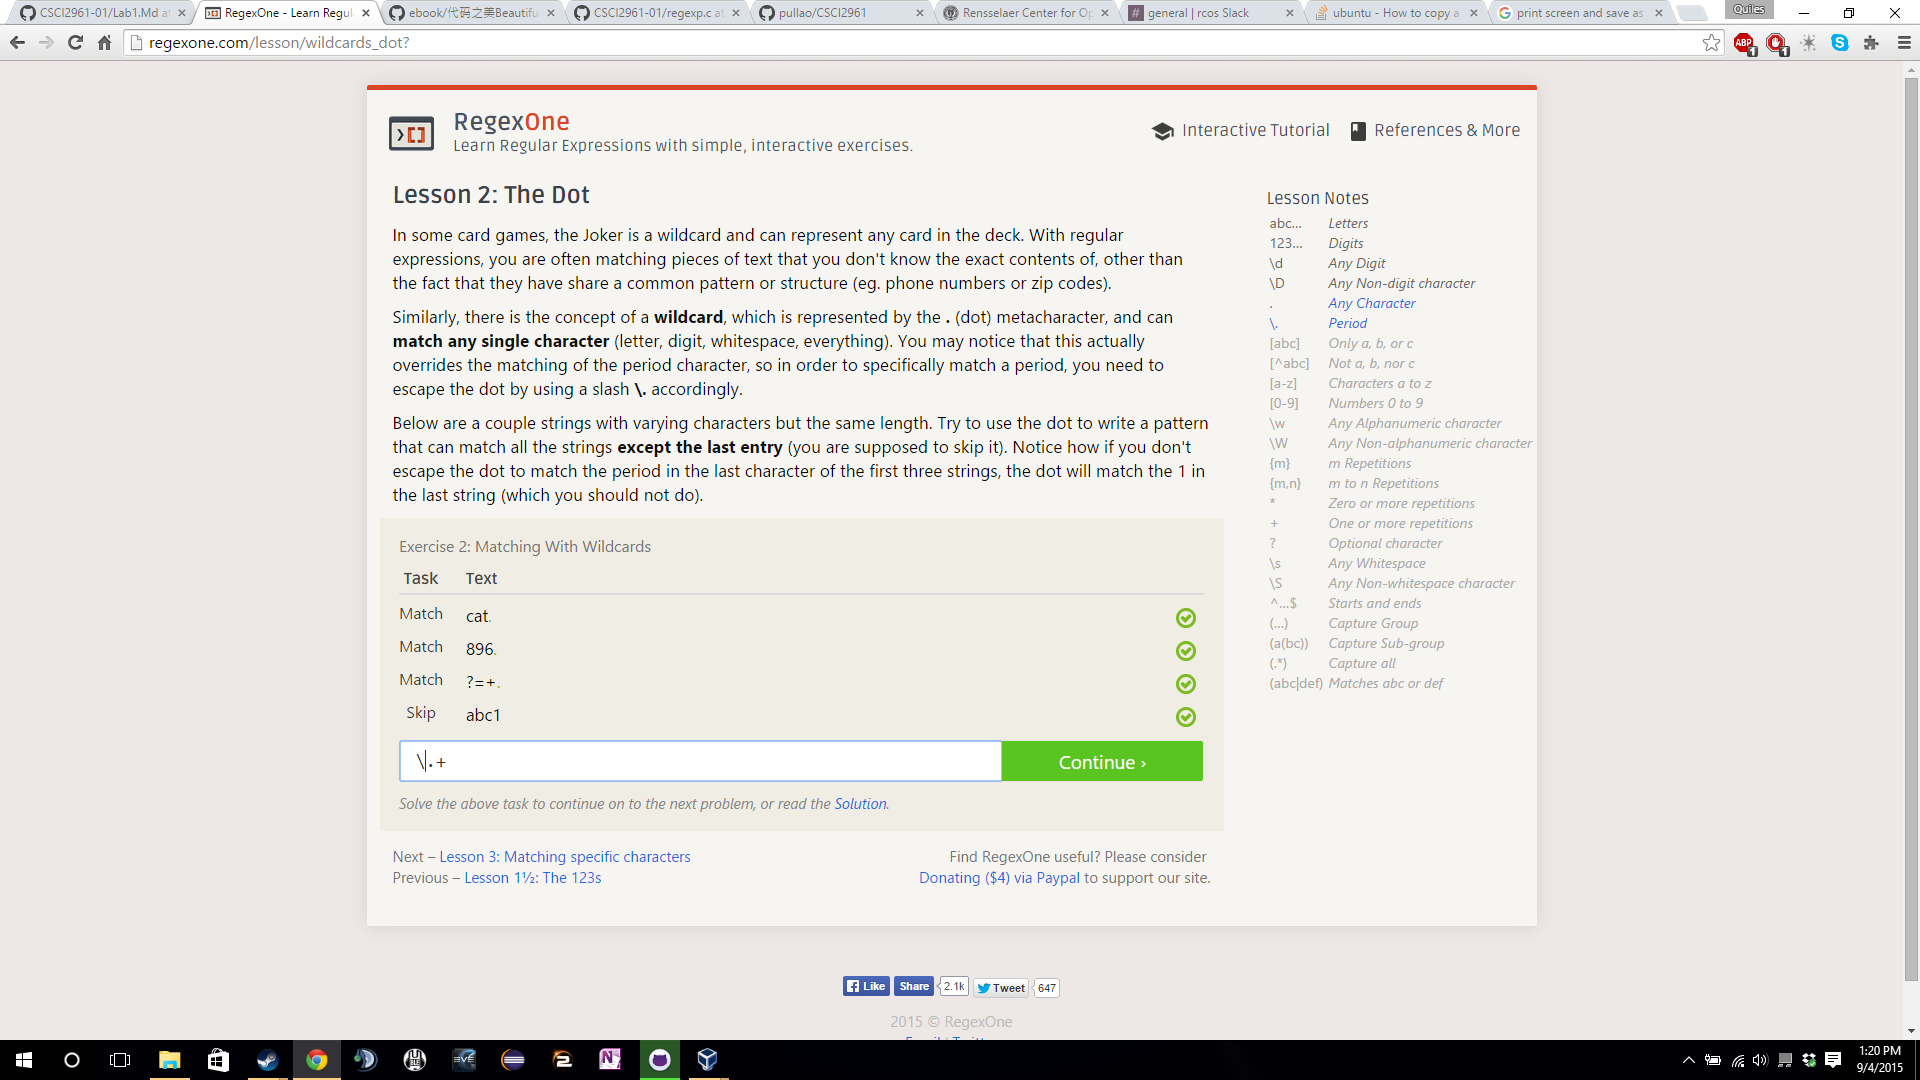 CSCI2961-01/Lab1.Md at
RegexOne - Learn Regul
ebook/代码之美Beautifu
CSCI2961-01/regexp.c at
pullao/CSCI2961
Rensselaer Center for Op
general | rcos Slack
ubuntu - How to copy a
print screen and save as
Quiles
regexone.com/lesson/wildcards_dot?
RegexOne
Learn Regular Expressions with simple, interactive exercises.
Interactive Tutorial
References & More
Lesson 2: The Dot
In some card games, the Joker is a wildcard and can represent any card in the deck. With regular
expressions, you are often matching pieces of text that you don't know the exact contents of, other than
the fact that they have share a common pattern or structure (eg. phone numbers or zip codes).
Similarly, there is the concept of a wildcard, which is represented by the . (dot) metacharacter, and can
match any single character (letter, digit, whitespace, everything). You may notice that this actually
overrides the matching of the period character, so in order to specifically match a period, you need to
escape the dot by using a slash \. accordingly.
Below are a couple strings with varying characters but the same length. Try to use the dot to write a pattern
that can match all the strings except the last entry (you are supposed to skip it). Notice how if you don't
escape the dot to match the period in the last character of the first three strings, the dot will match the 1 in
the last string (which you should not do).
Exercise 2: Matching With Wildcards
Task Text
Match cat.
Match 896.
Match ?=+.
Skip abc1
\.+
Continue ›
Solve the above task to continue on to the next problem, or read the Solution.
Next – Lesson 3: Matching specific characters
Previous – Lesson 1½: The 123s
Find RegexOne useful? Please consider
Donating ($4) via Paypal to support our site.
Lesson Notes
abc... Letters
123... Digits
\d Any Digit
\D Any Non-digit character
. Any Character
\. Period
[abc] Only a, b, or c
[^abc] Not a, b, nor c
[a-z] Characters a to z
[0-9] Numbers 0 to 9
\w Any Alphanumeric character
\W Any Non-alphanumeric character
{m} m Repetitions
{m,n} m to n Repetitions
* Zero or more repetitions
+ One or more repetitions
? Optional character
\s Any Whitespace
\S Any Non-whitespace character
^...$ Starts and ends
(...) Capture Group
(a(bc)) Capture Sub-group
(.*) Capture all
(abc|def) Matches abc or def
Like Share 2.1k Tweet 647
2015 © RegexOne
1:20 PM
9/4/2015